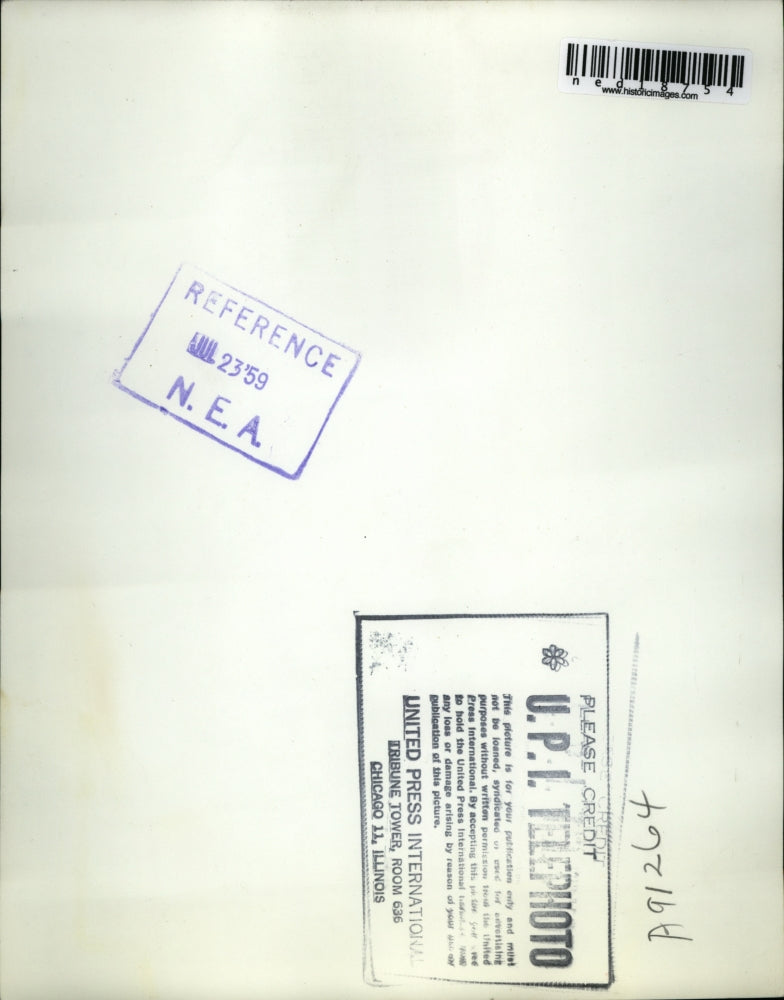 ned18754
www.historicimages.com
REFERENCE
JUL 23'59
N.E.A.
PLEASE CREDIT
U.P.I. TELEPHOTO
This picture is for your publication only and must
not be loaned, syndicated or used for advertising
purposes without written permission from the United
Press International. By accepting this picture you agree
to hold the United Press International harmless from
any loss or damage arising by reason of your use or
publication of this picture.
UNITED PRESS INTERNATIONAL
TRIBUNE TOWER, ROOM 636
CHICAGO 11, ILLINOIS